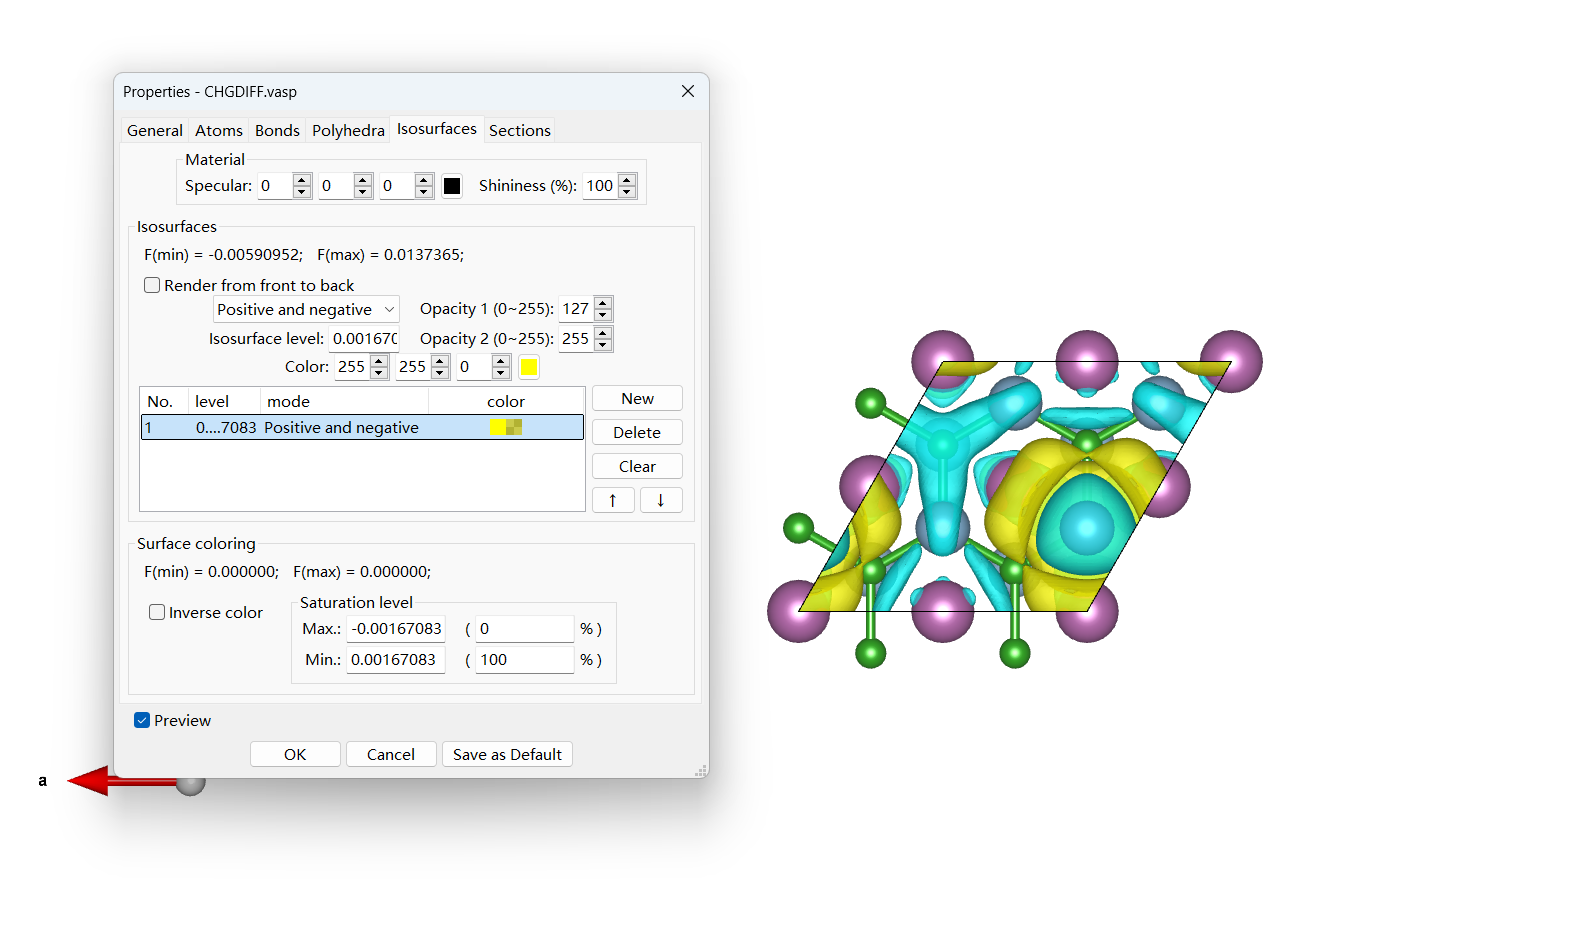 Properties - CHGDIFF.vasp
General Atoms Bonds Polyhedra Isosurfaces Sections
Material
Specular: 0 0 0 Shininess (%): 100
Isosurfaces
F(min) = -0.00590952; F(max) = 0.0137365;
Render from front to back
Positive and negative Opacity 1 (0~255): 127
Isosurface level: 0.00167( Opacity 2 (0~255): 255
Color: 255 255 0
No. level mode color
1 0....7083 Positive and negative
New
Delete
Clear
↑ ↓
Surface coloring
F(min) = 0.000000; F(max) = 0.000000;
Inverse color
Saturation level
Max.: -0.00167083 ( 0 % )
Min.: 0.00167083 ( 100 % )
Preview
OK Cancel Save as Default
a